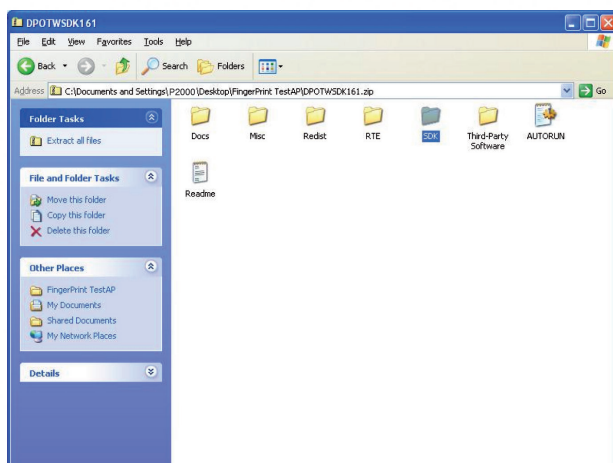 DPOTWSDK161
File Edit View Favorites Tools Help
Back Search Folders
Address C:\Documents and Settings\P2000\Desktop\FingerPrint TestAP\DPOTWSDK161.zip Go
Folder Tasks
Extract all files
File and Folder Tasks
Move this folder
Copy this folder
Delete this folder
Other Places
FingerPrint TestAP
My Documents
Shared Documents
My Network Places
Details
Docs Misc Redist RTE SDK Third-Party AUTORUN
Software
Readme